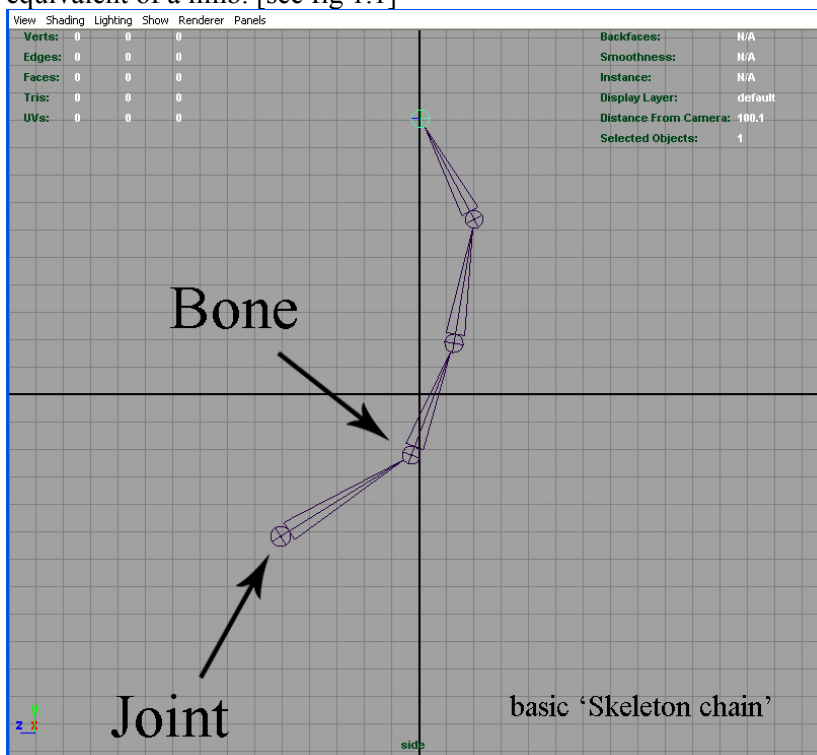 equivalent of a limb. [see fig 1.1]
View Shading Lighting Show Renderer Panels
Verts: 0 0 0 Backfaces: N/A
Edges: 0 0 0 Smoothness: N/A
Faces: 0 0 0 Instance: N/A
Tris: 0 0 0 Display Layer: default
UVs: 0 0 0 Distance From Camera: 100.1
Selected Objects: 1
Bone
Joint
basic ‘Skeleton chain’
y
z x
side